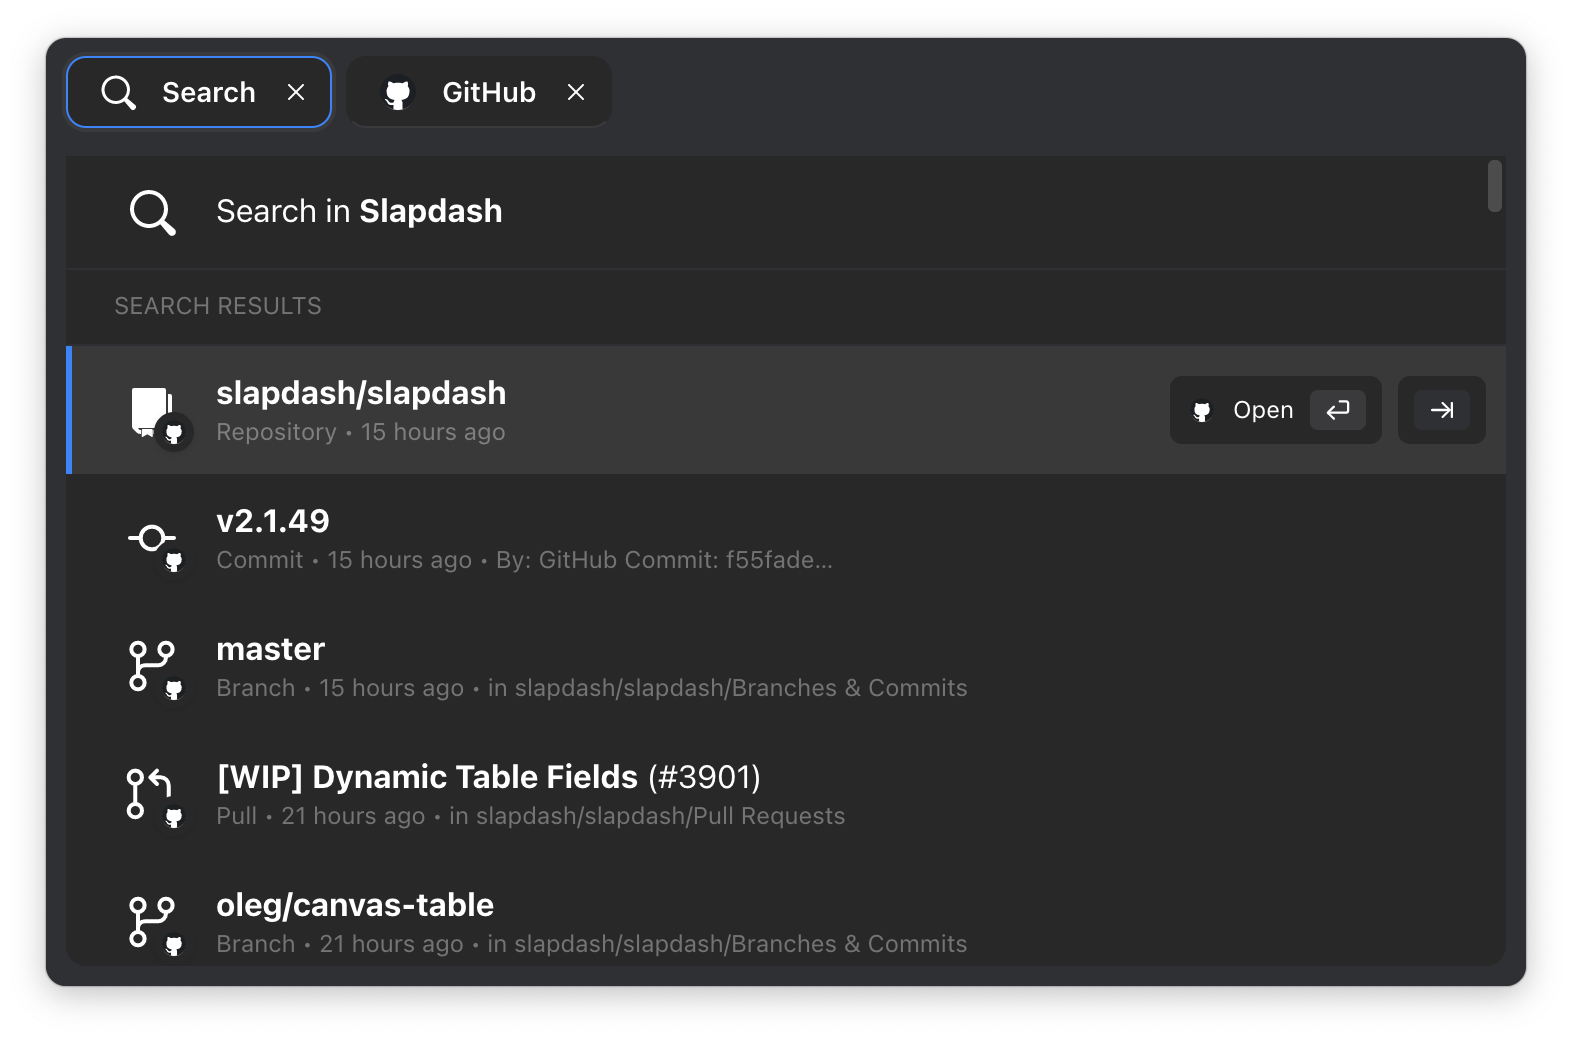 Search
GitHub
Search in Slapdash
SEARCH RESULTS
slapdash/slapdash
Repository • 15 hours ago
Open
v2.1.49
Commit • 15 hours ago • By: GitHub Commit: f55fade...
master
Branch • 15 hours ago • in slapdash/slapdash/Branches & Commits
[WIP] Dynamic Table Fields (#3901)
Pull • 21 hours ago • in slapdash/slapdash/Pull Requests
oleg/canvas-table
Branch • 21 hours ago • in slapdash/slapdash/Branches & Commits